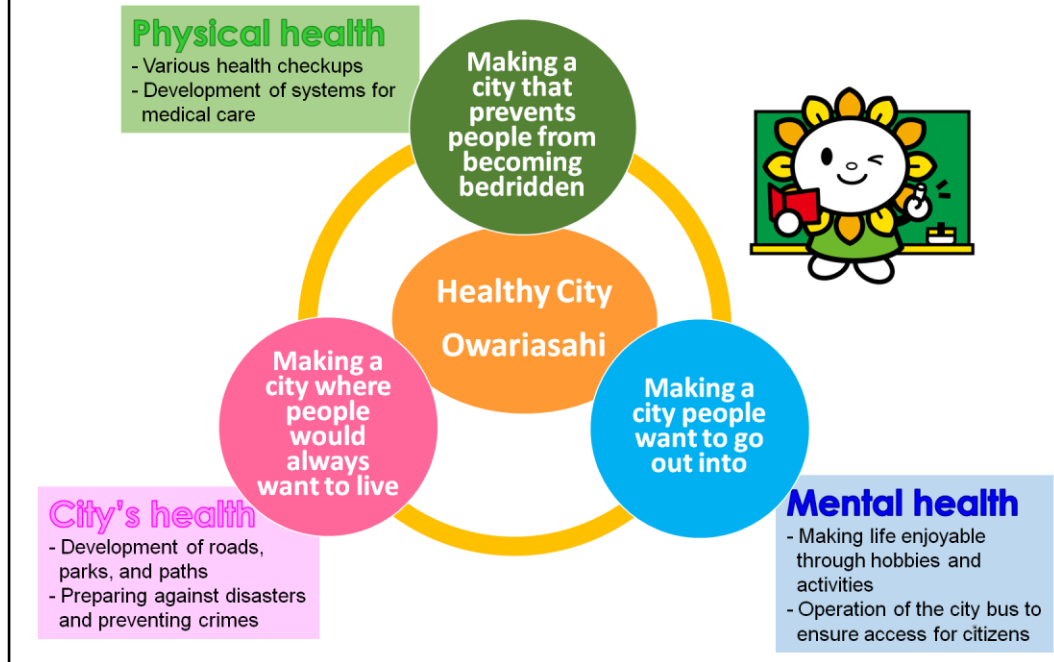 Physical health
- Various health checkups
- Development of systems for
medical care
Making a
city that
prevents
people from
becoming
bedridden
Healthy City
Owariasahi
Making a
city where
people
would
always
want to live
Making a
city people
want to go
out into
City's health
- Development of roads,
parks, and paths
- Preparing against disasters
and preventing crimes
Mental health
- Making life enjoyable
through hobbies and
activities
- Operation of the city bus to
ensure access for citizens